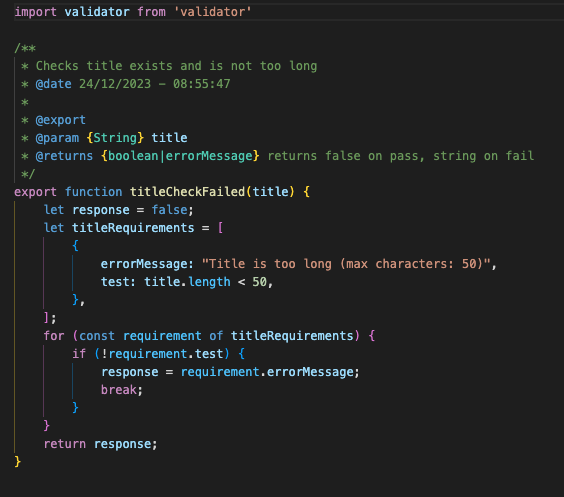 import validator from 'validator'
/**
 * Checks title exists and is not too long
 * @date 24/12/2023 - 08:55:47
 *
 * @export
 * @param {String} title
 * @returns {boolean|errorMessage} returns false on pass, string on fail
 */
export function titleCheckFailed(title) {
    let response = false;
    let titleRequirements = [
        {
            errorMessage: "Title is too long (max characters: 50)",
            test: title.length < 50,
        },
    ];
    for (const requirement of titleRequirements) {
        if (!requirement.test) {
            response = requirement.errorMessage;
            break;
        }
    }
    return response;
}